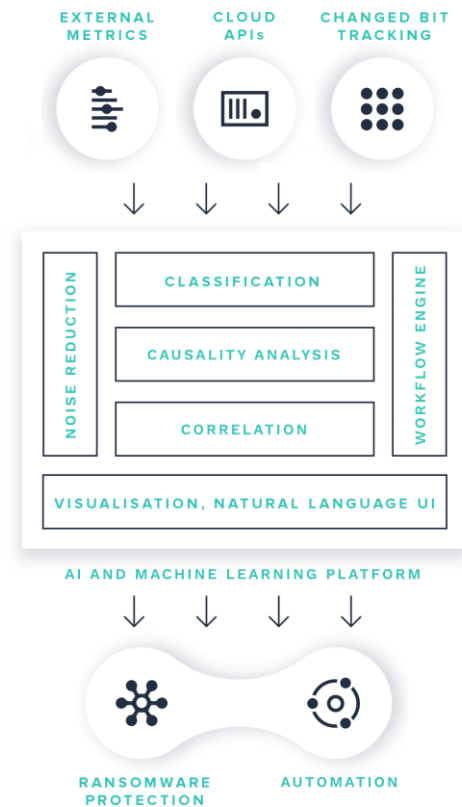 EXTERNAL
METRICS
CLOUD
APIs
CHANGED BIT
TRACKING
NOISE REDUCTION
CLASSIFICATION
CAUSALITY ANALYSIS
CORRELATION
WORKFLOW ENGINE
VISUALISATION, NATURAL LANGUAGE UI
AI AND MACHINE LEARNING PLATFORM
RANSOMWARE
PROTECTION
AUTOMATION